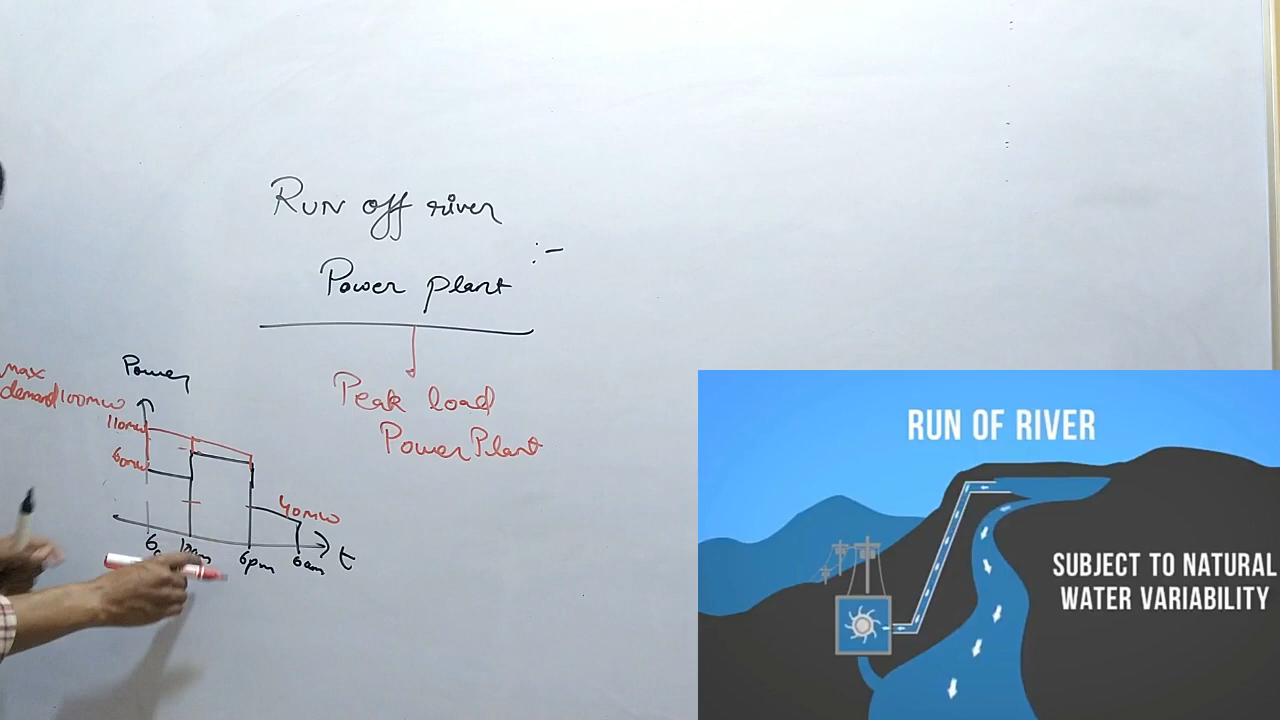 Run off river
Power plant :-
Peak load
Power Plant
Power
max
demand 100mw
110mw
60mw
40mw
6pm
6am
t
RUN OF RIVER
SUBJECT TO NATURAL
WATER VARIABILITY